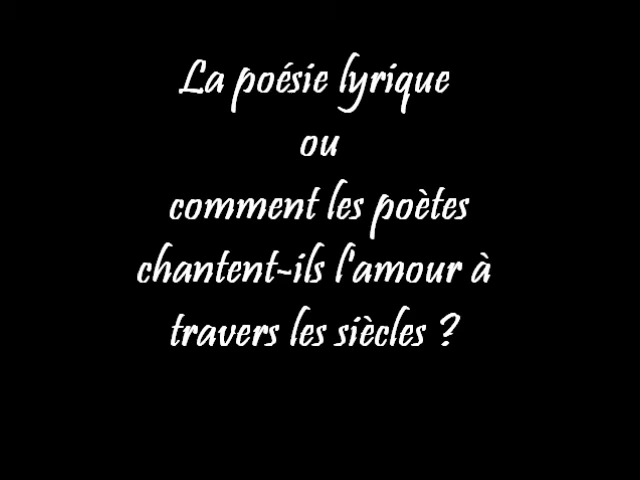 La poésie lyrique
ou
comment les poètes
chantent-ils l'amour à
travers les siècles ?